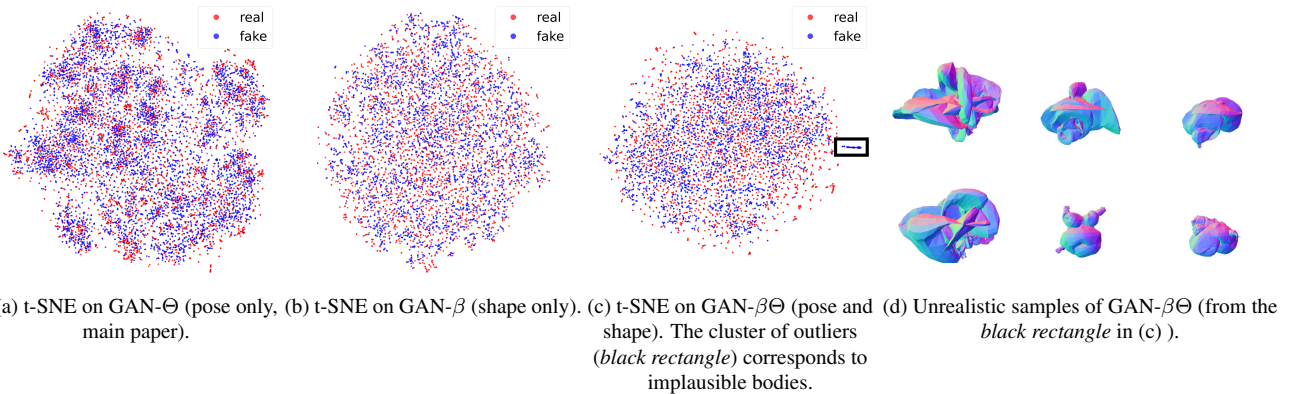 real
fake
real
fake
real
fake
a) t-SNE on GAN-Θ (pose only,
main paper).
(b) t-SNE on GAN-β (shape only).
(c) t-SNE on GAN-βΘ (pose and
shape). The cluster of outliers
(black rectangle) corresponds to
implausible bodies.
(d) Unrealistic samples of GAN-βΘ (from the
black rectangle in (c) ).